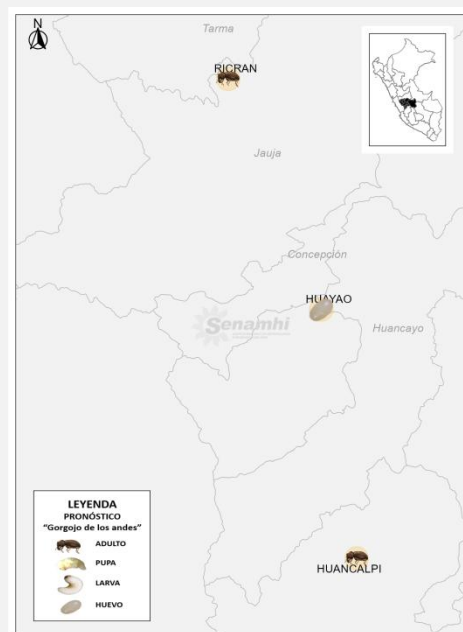 N
Tarma
RICRAN
Jauja
Concepción
HUAYAO
Senamhi
Huancayo
HUANCALPI
LEYENDA
PRONÓSTICO
"Gorgojo de los andes"
ADULTO
PUPA
LARVA
HUEVO